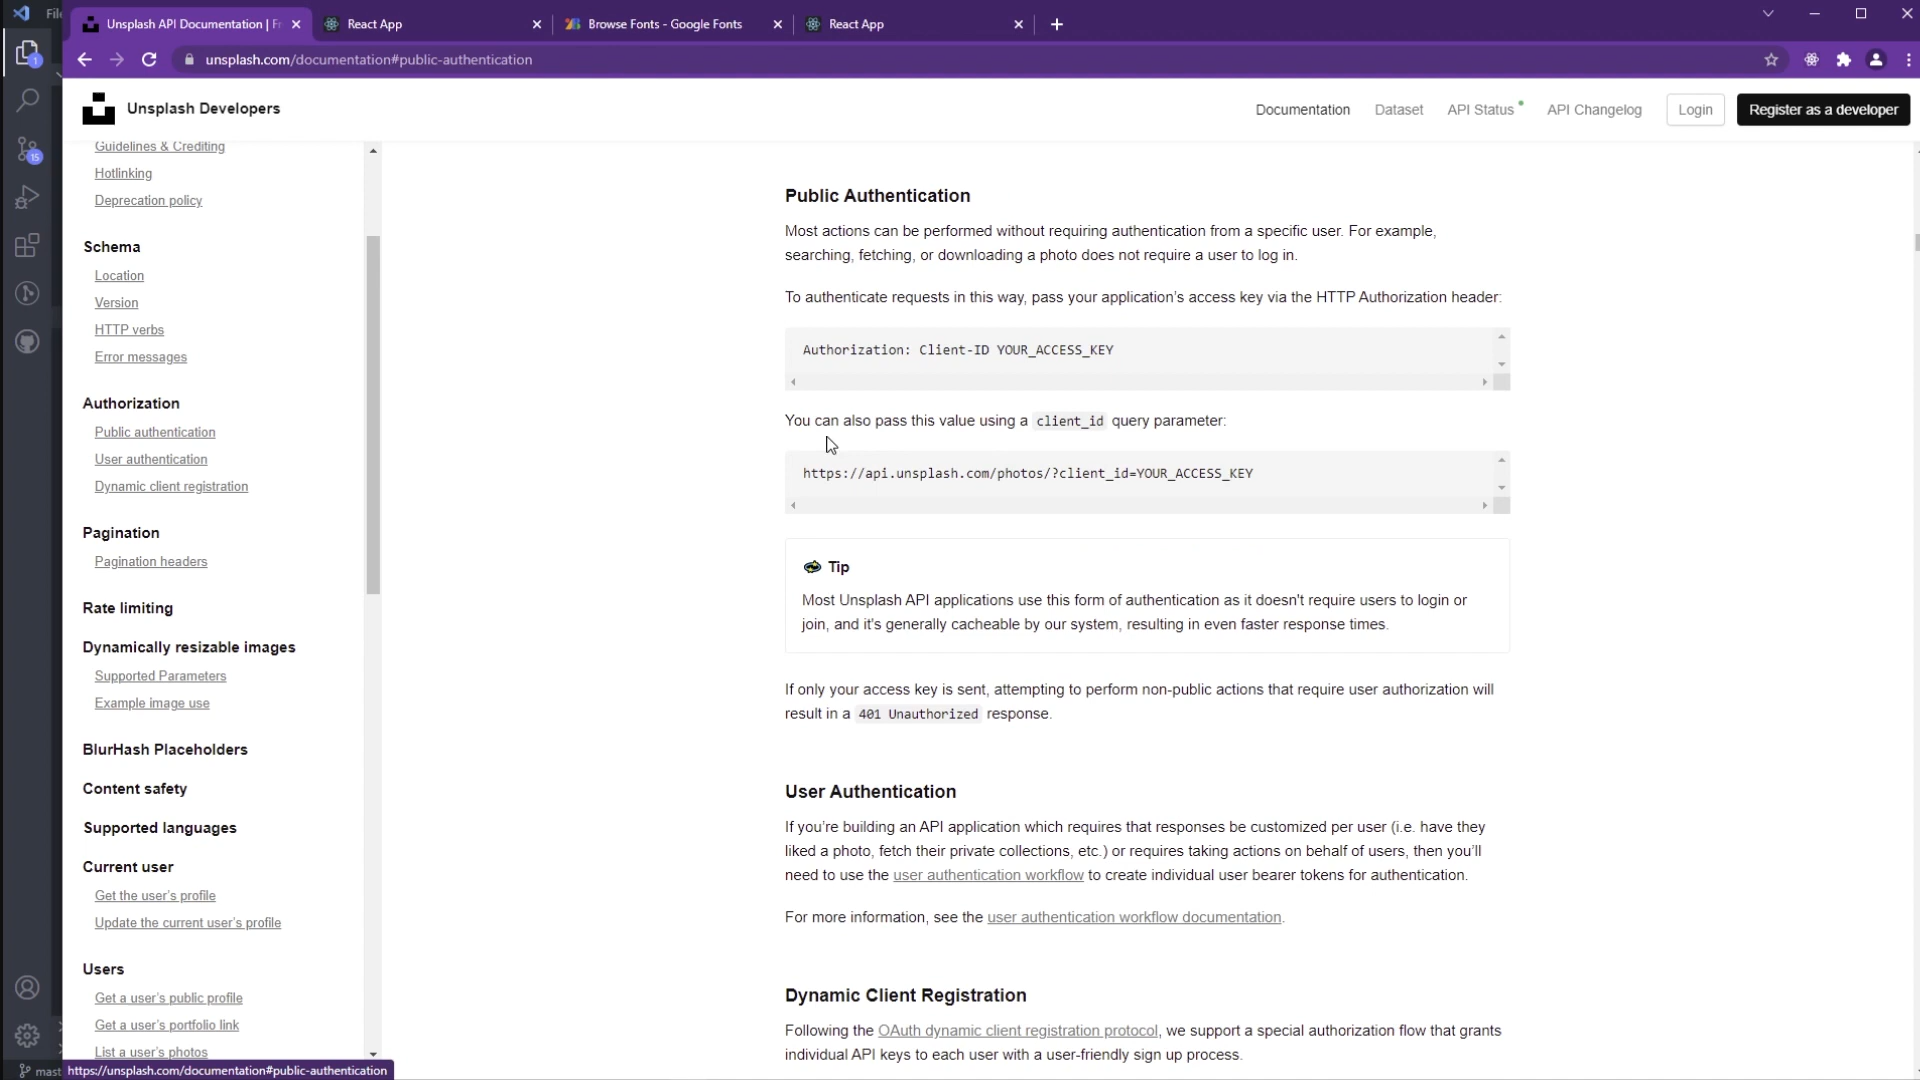 File
Unsplash API Documentation | Fr
React App
Browse Fonts - Google Fonts
React App
unsplash.com/documentation#public-authentication
1
15
Unsplash Developers
Documentation
Dataset
API Status
API Changelog
Login
Register as a developer
Guidelines & Crediting
Hotlinking
Deprecation policy
Schema
Location
Version
HTTP verbs
Error messages
Authorization
Public authentication
User authentication
Dynamic client registration
Pagination
Pagination headers
Rate limiting
Dynamically resizable images
Supported Parameters
Example image use
BlurHash Placeholders
Content safety
Supported languages
Current user
Get the user's profile
Update the current user's profile
Users
Get a user's public profile
Get a user's portfolio link
List a user's photos
Public Authentication
Most actions can be performed without requiring authentication from a specific user. For example,
searching, fetching, or downloading a photo does not require a user to log in.
To authenticate requests in this way, pass your application's access key via the HTTP Authorization header:
Authorization: Client-ID YOUR_ACCESS_KEY
You can also pass this value using a client_id query parameter:
https://api.unsplash.com/photos/?client_id=YOUR_ACCESS_KEY
Tip
Most Unsplash API applications use this form of authentication as it doesn't require users to login or
join, and it's generally cacheable by our system, resulting in even faster response times.
If only your access key is sent, attempting to perform non-public actions that require user authorization will
result in a 401 Unauthorized response.
User Authentication
If you're building an API application which requires that responses be customized per user (i.e. have they
liked a photo, fetch their private collections, etc.) or requires taking actions on behalf of users, then you'll
need to use the user authentication workflow to create individual user bearer tokens for authentication.
For more information, see the user authentication workflow documentation.
Dynamic Client Registration
Following the OAuth dynamic client registration protocol, we support a special authorization flow that grants
individual API keys to each user with a user-friendly sign up process.
mast
https://unsplash.com/documentation#public-authentication